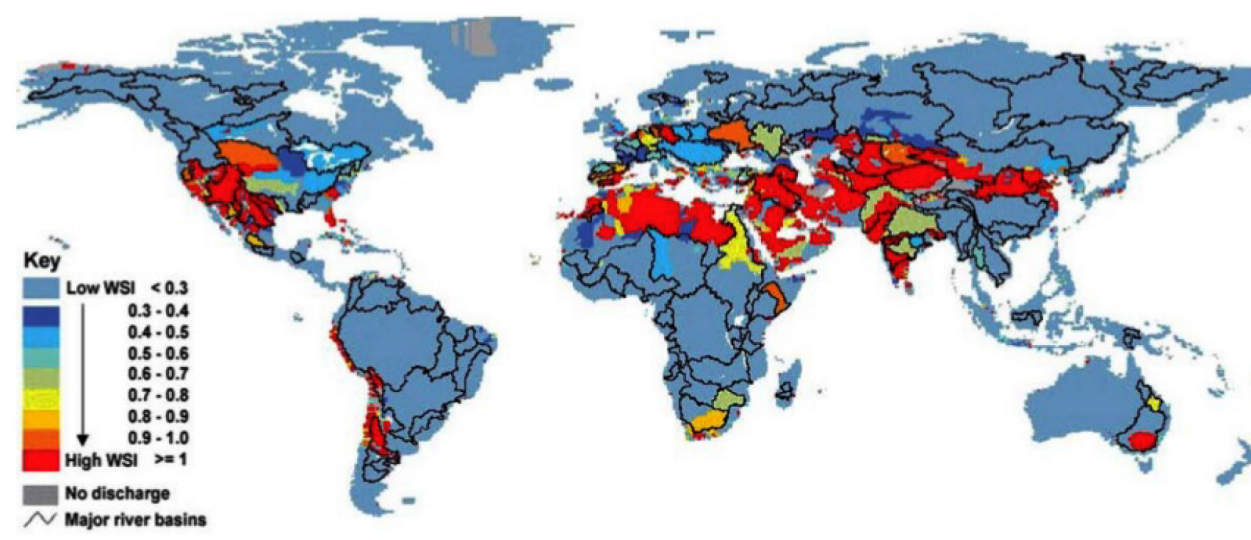 Key
Low WSI < 0.3
0.3 - 0.4
0.4 - 0.5
0.5 - 0.6
0.6 - 0.7
0.7 - 0.8
0.8 - 0.9
0.9 - 1.0
High WSI >= 1
No discharge
Major river basins